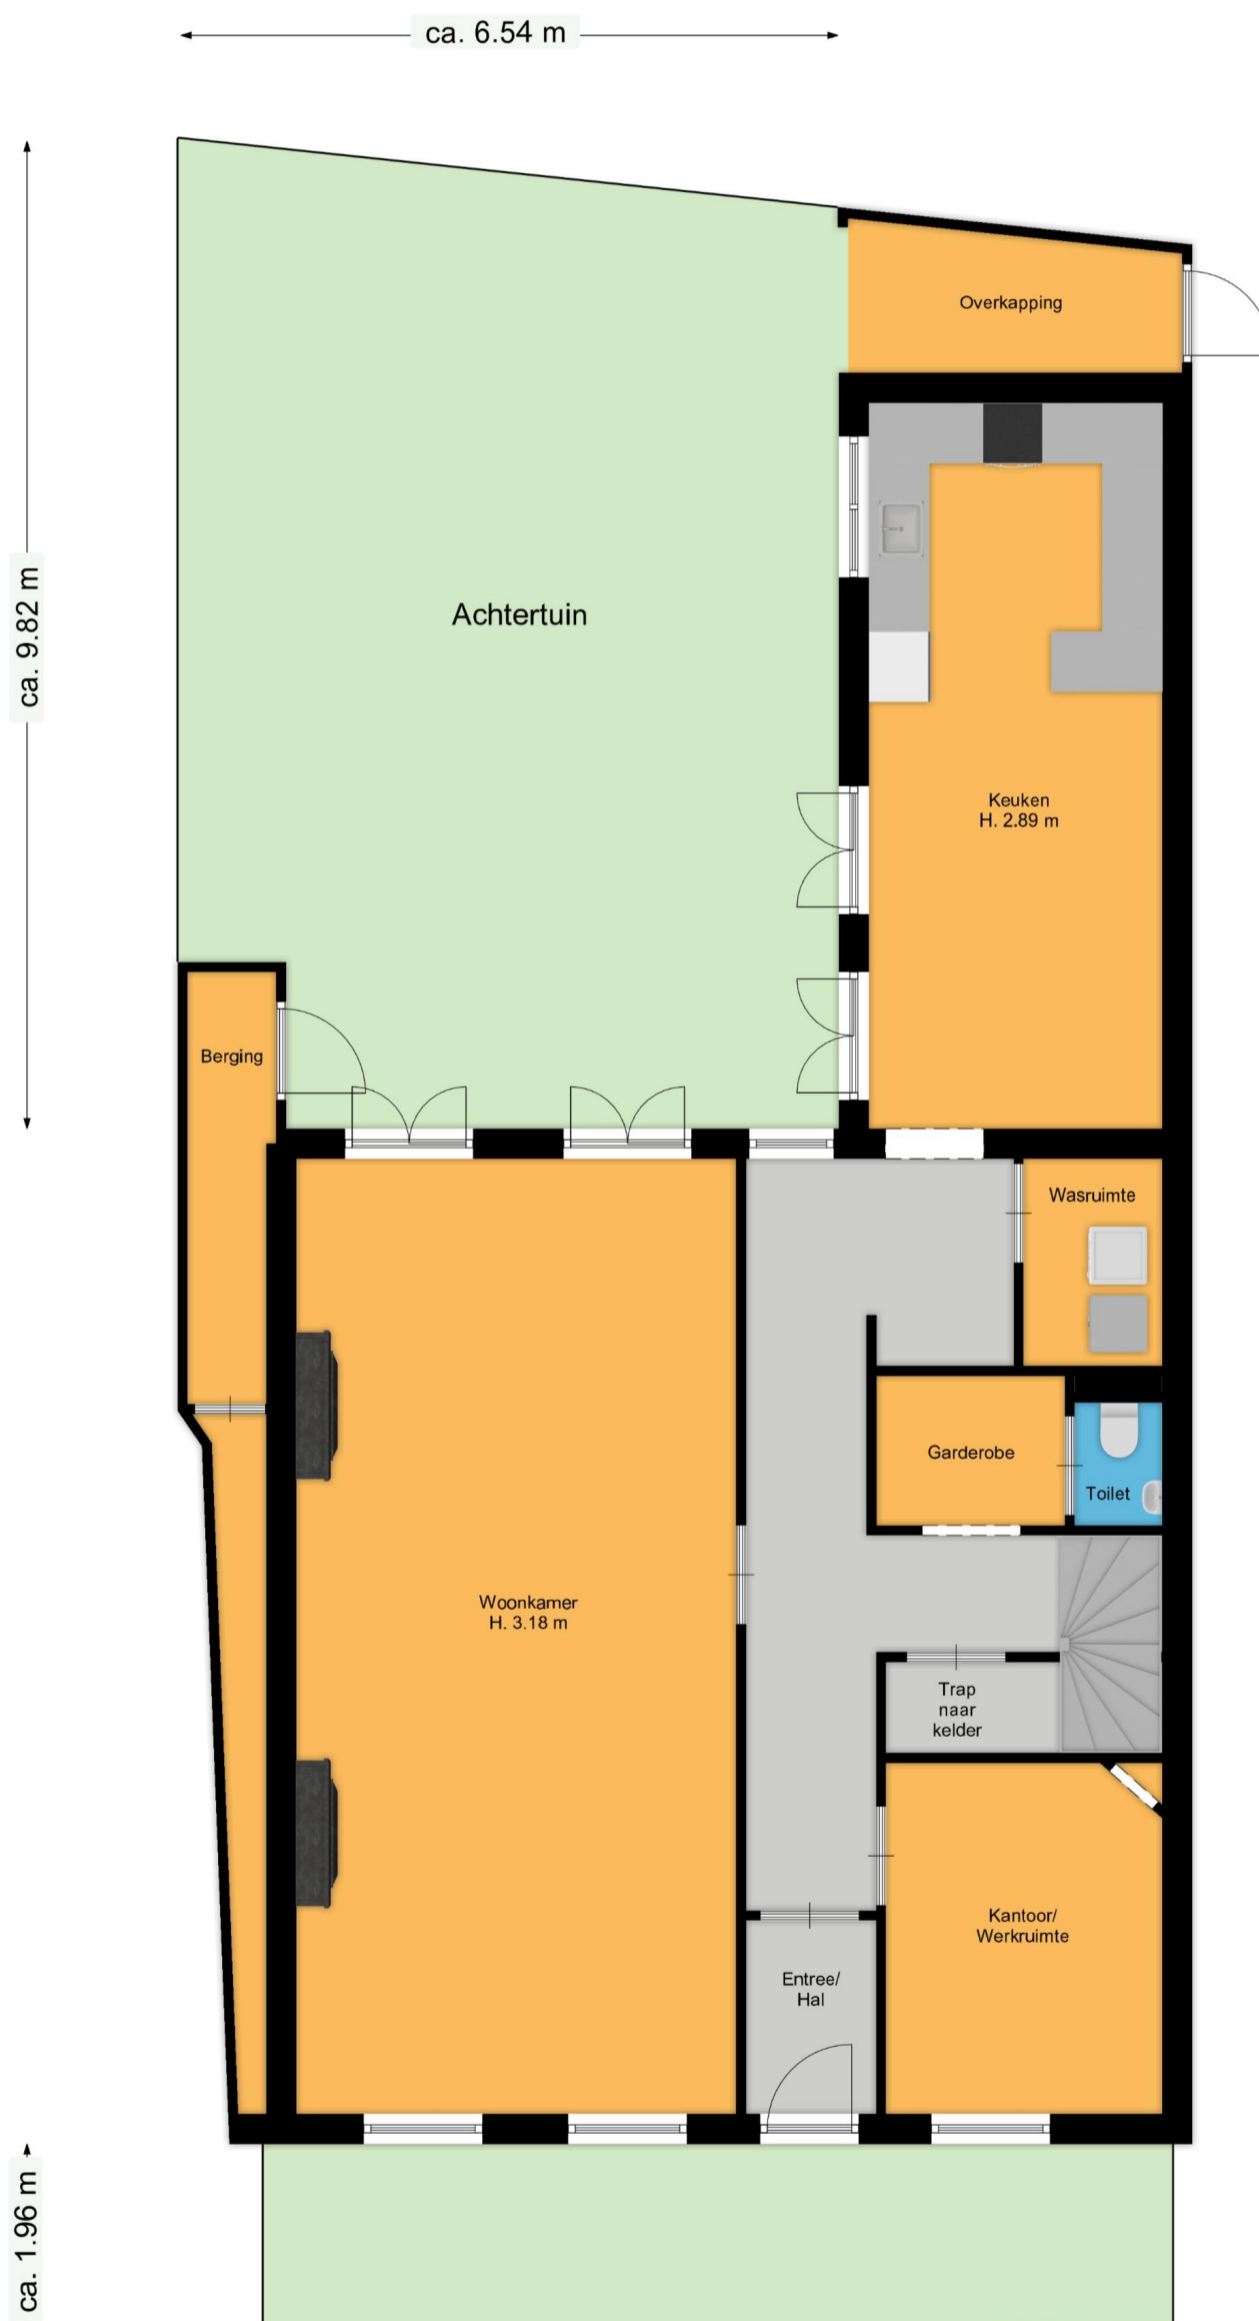 ca. 6.54 m
Overkapping
ca. 9.82 m
Achtertuin
Keuken
H. 2.89 m
Berging
Wasruimte
Garderobe
Toilet
Woonkamer
H. 3.18 m
Trap
naar
kelder
Kantoor/
Werkruimte
Entree/
Hal
ca. 1.96 m